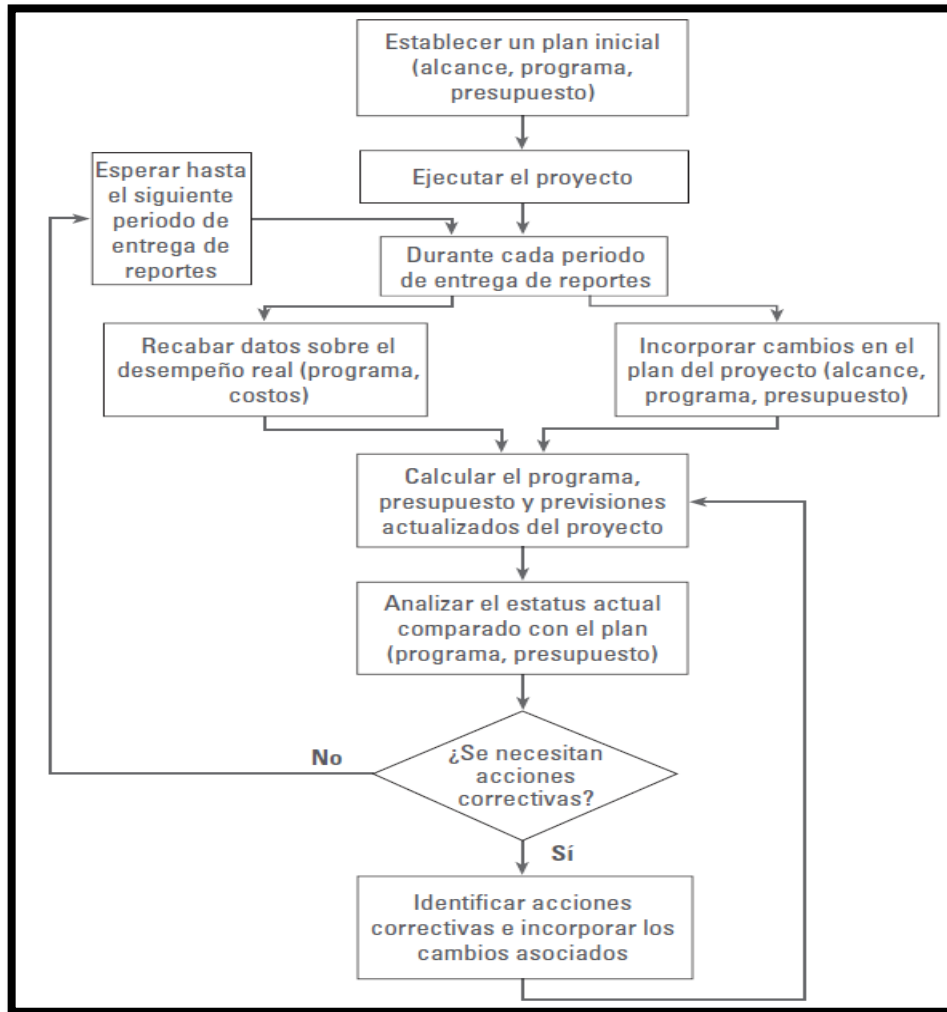 Establecer un plan inicial
(alcance, programa,
presupuesto)
Ejecutar el proyecto
Esperar hasta
el siguiente
periodo de
entrega de
reportes
Durante cada periodo
de entrega de reportes
Recabar datos sobre el
desempeño real (programa,
costos)
Incorporar cambios en el
plan del proyecto (alcance,
programa, presupuesto)
Calcular el programa,
presupuesto y previsiones
actualizados del proyecto
Analizar el estatus actual
comparado con el plan
(programa, presupuesto)
¿Se necesitan
acciones
correctivas?
No
Sí
Identificar acciones
correctivas e incorporar los
cambios asociados